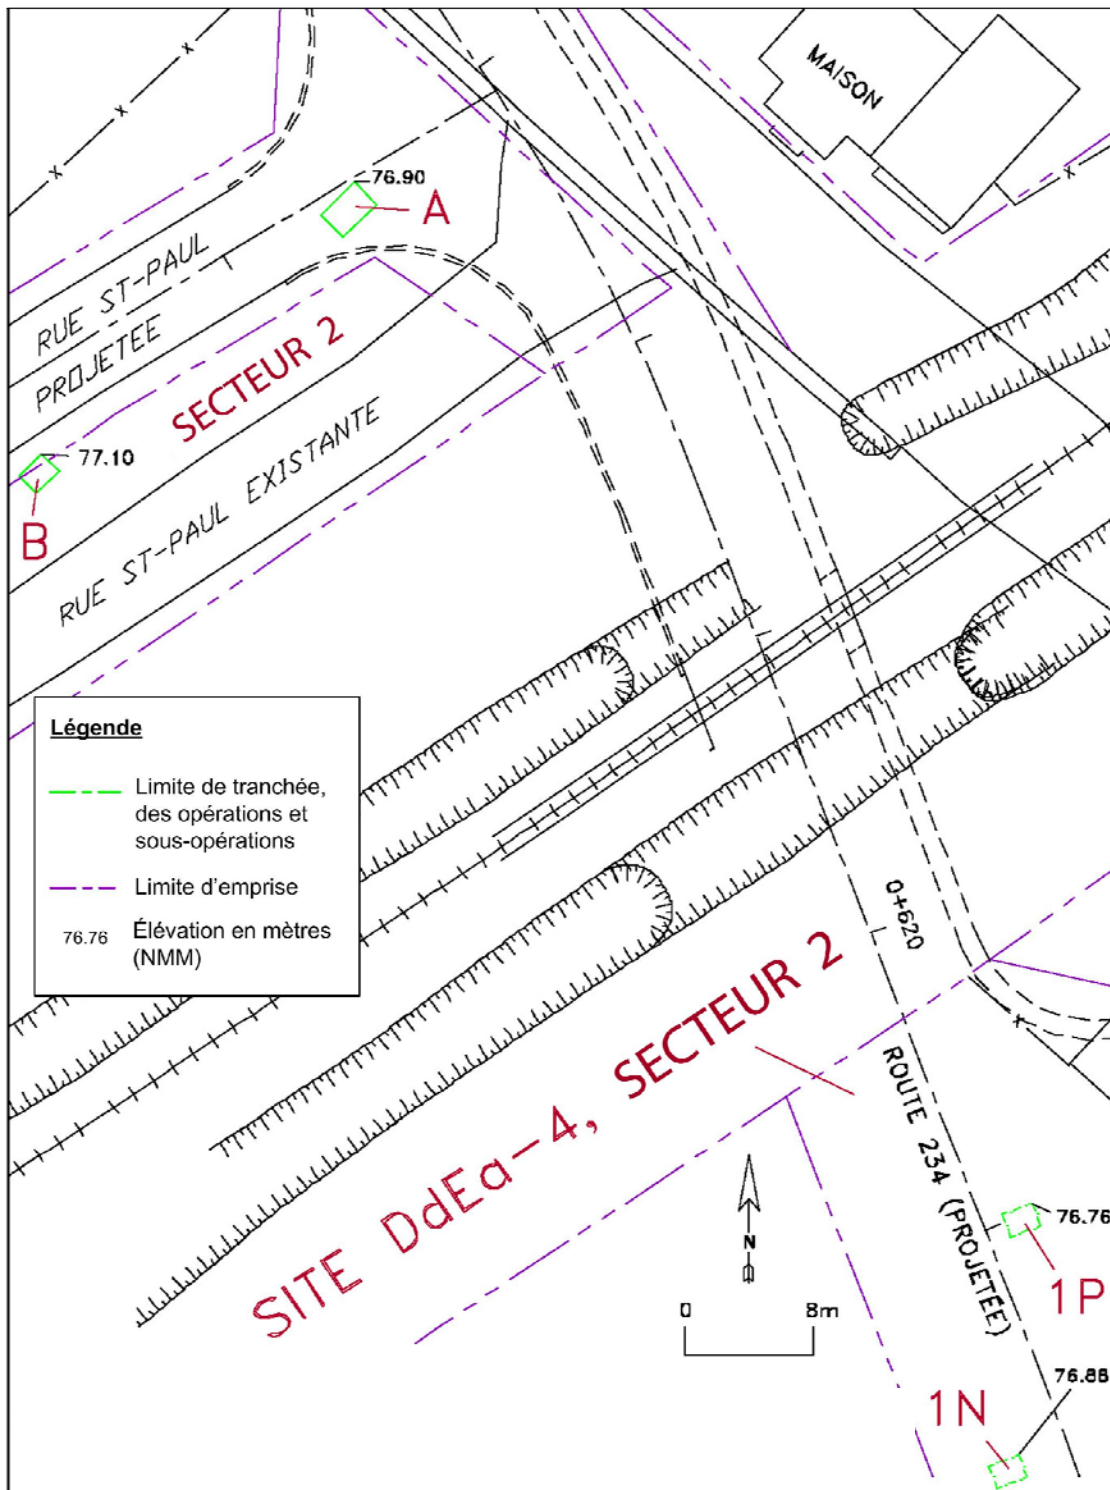 MAISON
76.90
A
RUE ST-PAUL
PROJETÉE
SECTEUR 2
77.10
B
RUE ST-PAUL EXISTANTE
Légende
Limite de tranchée,
des opérations et
sous-opérations
Limite d'emprise
76.76 Élévation en mètres
(NMM)
0+620
SITE DdEa-4, SECTEUR 2
ROUTE 234 (PROJETÉE)
N
0 8m
76.76
1P
76.88
1N